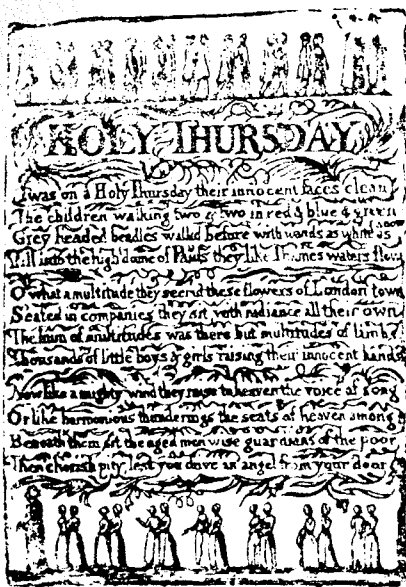 HOLY THURSDAY
Twas on a Holy Thursday their innocent faces clean
The children walking two & two in red & blue & green
Grey headed beadles walkd before with wands as white as snow
Till into the high dome of Pauls they like Thames waters flow
O what a multitude they seemd these flowers of London town
Seated in companies they sit with radiance all their own
The hum of multitudes was there but multitudes of lambs
Thousands of little boys & girls raising their innocent hands
Now like a mighty wind they raise to heaven the voice of song
Or like harmonious thunderings the seats of heaven among
Beneath them sit the aged men wise guardians of the poor
Then cherish pity lest you drive an angel from your door